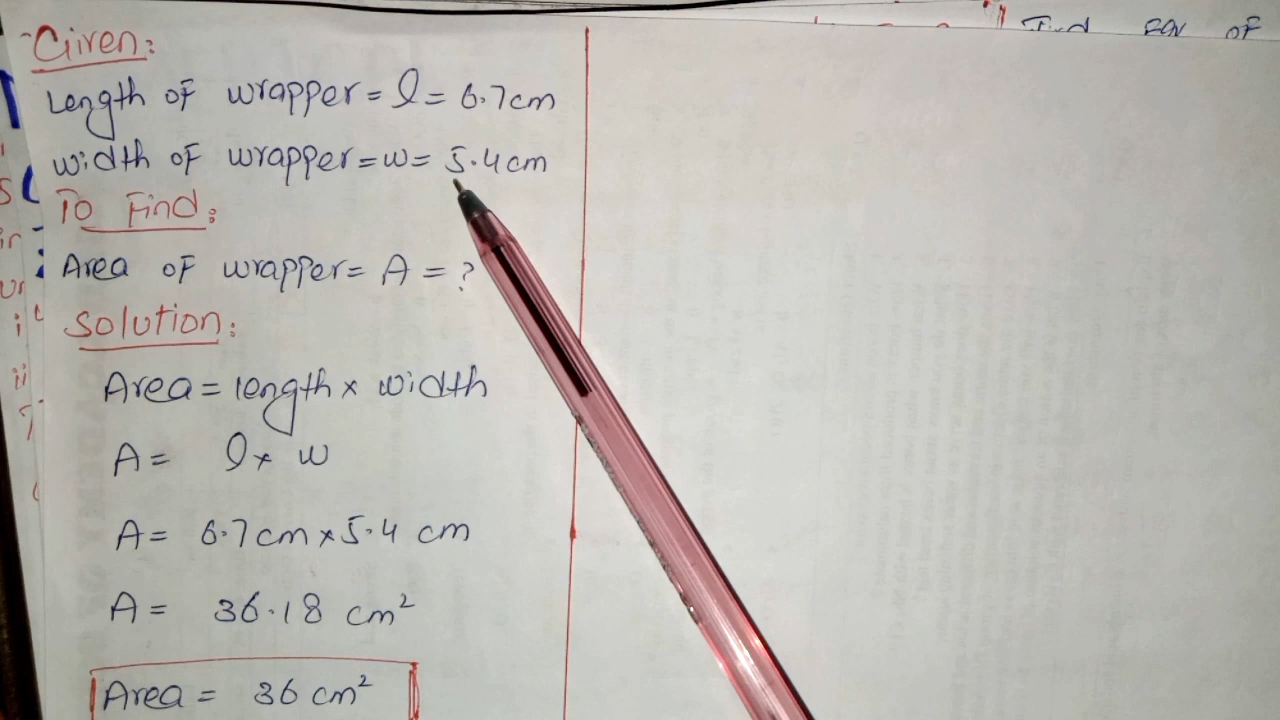 Given:
Length of wrapper = l = 6.7cm
width of wrapper = w = 5.4cm
To Find:
Area of wrapper = A = ?
Solution:
Area = length × width
A = l × w
A = 6.7cm × 5.4 cm
A = 36.18 cm²
Area = 36 cm²
OF